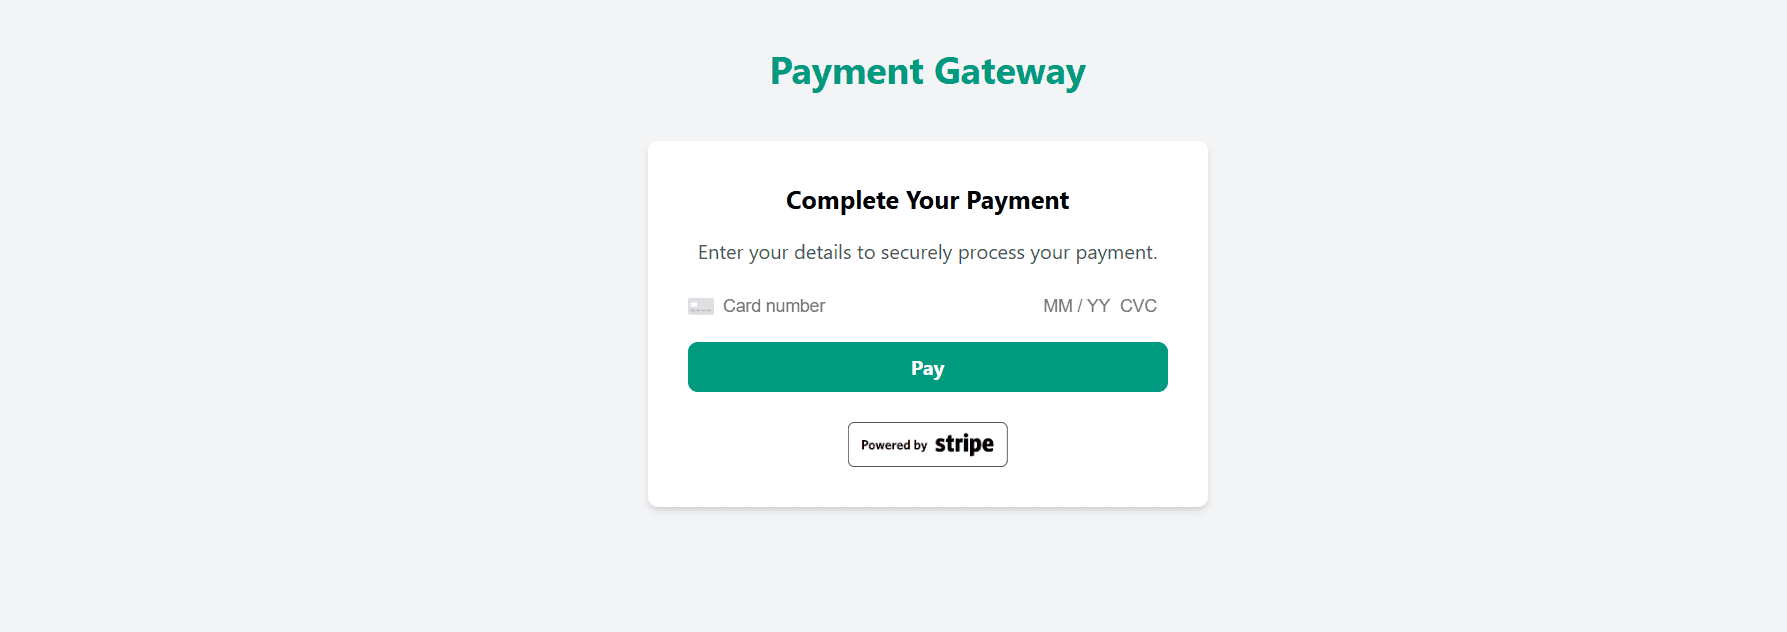 Payment Gateway
Complete Your Payment
Enter your details to securely process your payment.
Card number MM / YY CVC
Pay
Powered by stripe